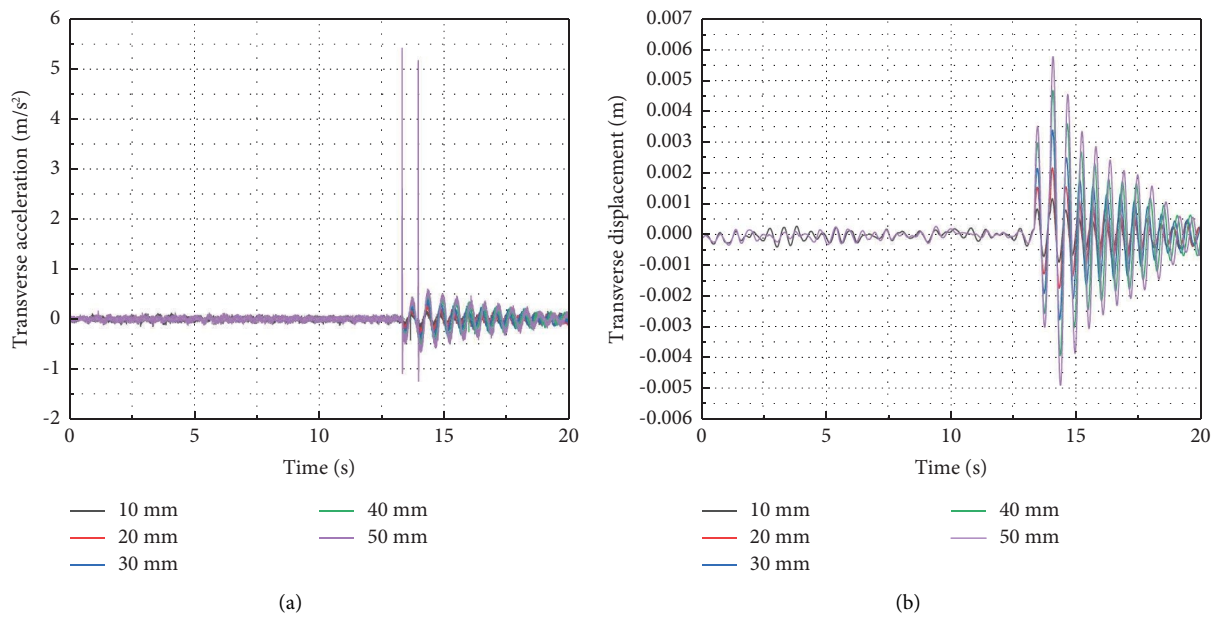 6
5
4
3
2
1
0
-1
-2
Transverse acceleration (m/s²)
0 5 10 15 20
Time (s)
10 mm 40 mm
20 mm 50 mm
30 mm
(a)
0.007
0.006
0.005
0.004
0.003
0.002
0.001
0.000
-0.001
-0.002
-0.003
-0.004
-0.005
-0.006
Transverse displacement (m)
0 5 10 15 20
Time (s)
10 mm 40 mm
20 mm 50 mm
30 mm
(b)